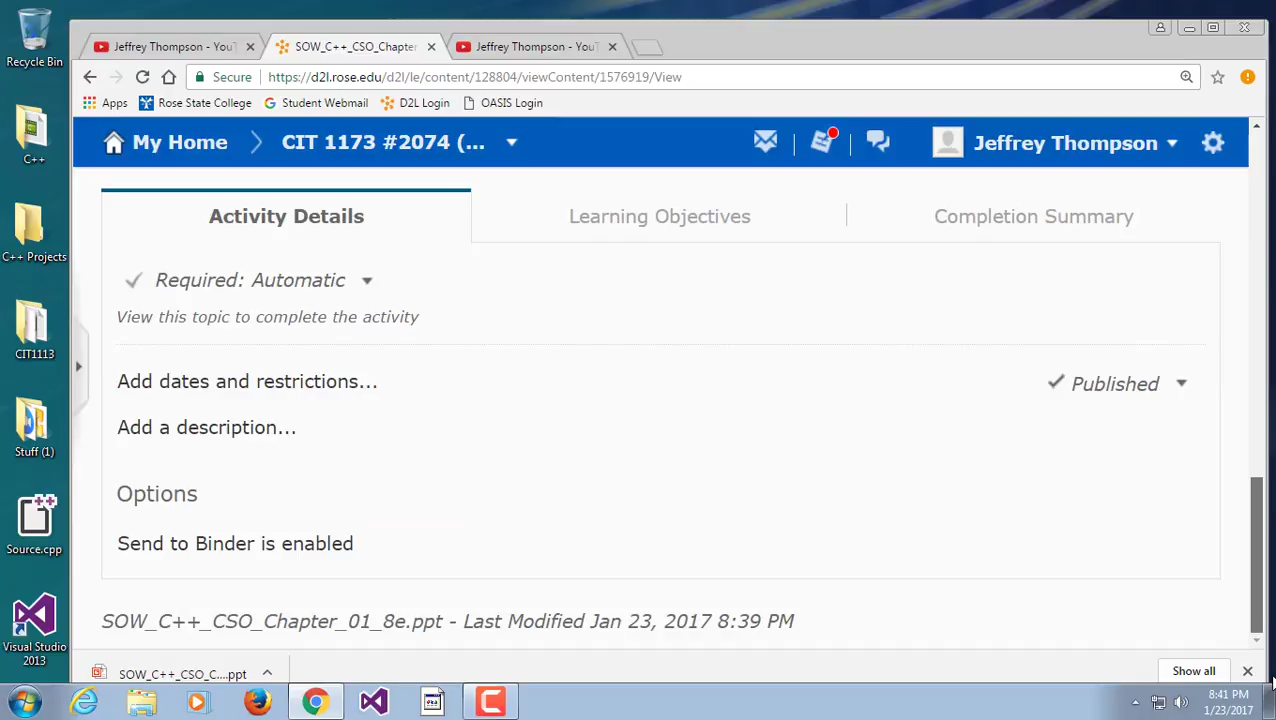 Recycle Bin
C++
C++ Projects
CIT1113
Stuff (1)
Source.cpp
Visual Studio
2013
Jeffrey Thompson - YouT
SOW_C++_CSO_Chapter
Jeffrey Thompson - YouT
Secure
https://d2l.rose.edu/d2l/le/content/128804/viewContent/1576919/View
Apps
Rose State College
Student Webmail
D2L Login
OASIS Login
My Home
CIT 1173 #2074 (...
Jeffrey Thompson
Activity Details
Learning Objectives
Completion Summary
Required: Automatic
View this topic to complete the activity
Add dates and restrictions...
Published
Add a description...
Options
Send to Binder is enabled
SOW_C++_CSO_Chapter_01_8e.ppt - Last Modified Jan 23, 2017 8:39 PM
SOW_C++_CSO_C....ppt
Show all
8:41 PM
1/23/2017